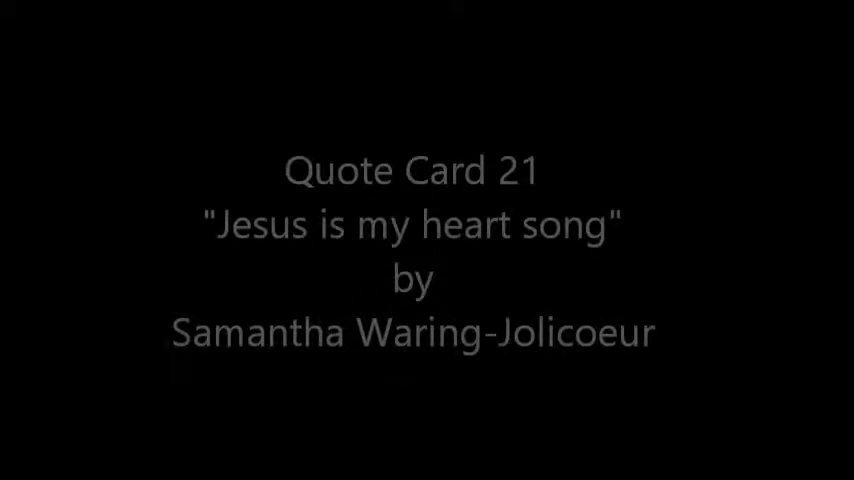 Quote Card 21
"Jesus is my heart song"
by
Samantha Waring-Jolicoeur